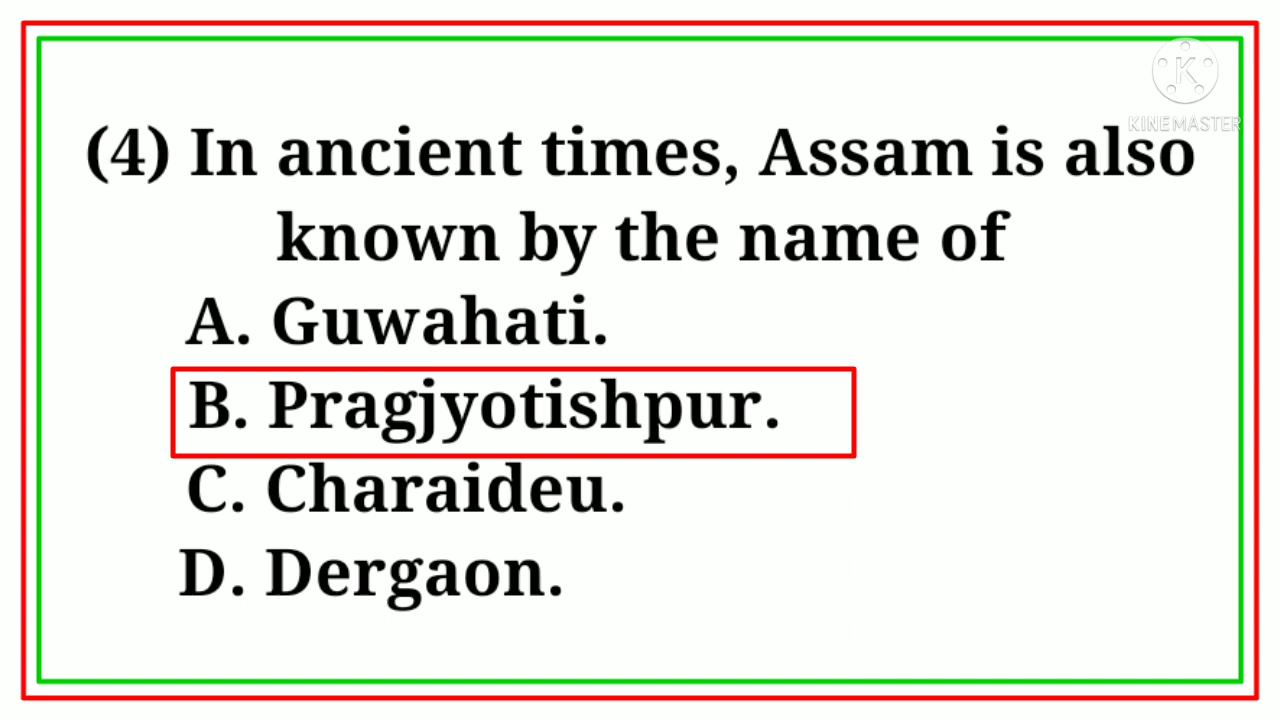 K
KINEMASTER
(4) In ancient times, Assam is also
known by the name of
A. Guwahati.
B. Pragjyotishpur.
C. Charaideu.
D. Dergaon.